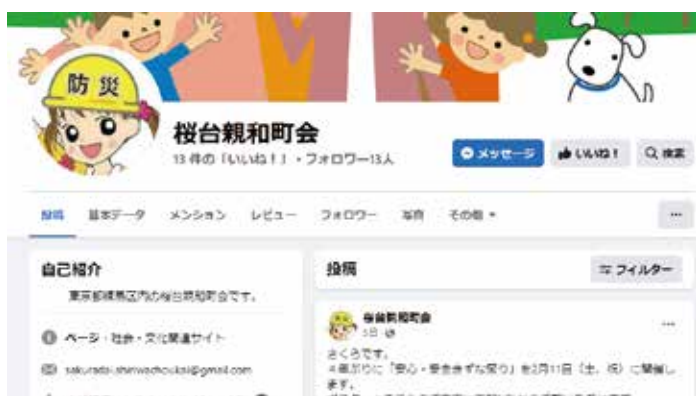 防災
桜台親和町会
13 件の「いいね！」・フォロワー13人
メッセージ
いいね！
検索
投稿
基本データ
メンション
レビュー
フォロワー
写真
その他
自己紹介
東京都練馬区内の桜台親和町会です。
ページ・社会・文化関連サイト
投稿
フィルター
桜台親和町会
5日
さくらです。
4年ぶりに「安心・安全きずな祭り」を2月11日（土、祝）に開催し
ます。